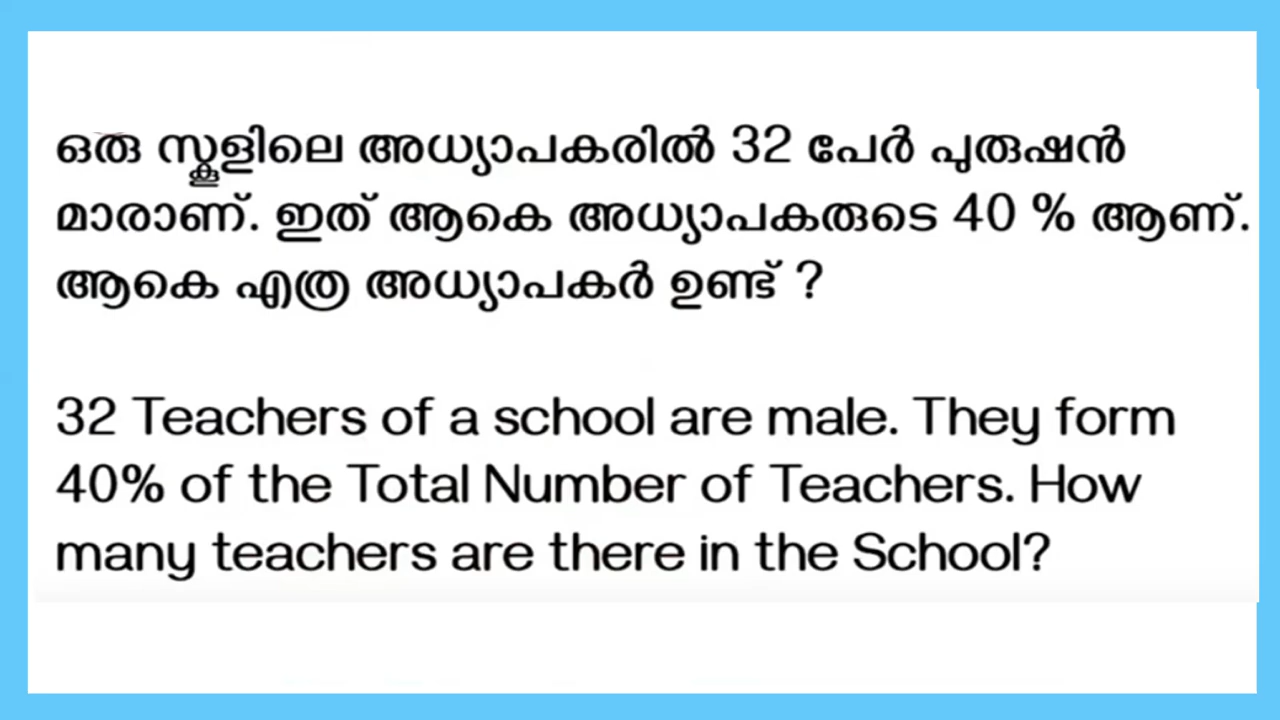 ഒരു സ്കൂളിലെ അധ്യാപകരിൽ 32 പേർ പുരുഷൻ
മാരാണ്. ഇത് ആകെ അധ്യാപകരുടെ 40 % ആണ്.
ആകെ എത്ര അധ്യാപകർ ഉണ്ട് ?
32 Teachers of a school are male. They form
40% of the Total Number of Teachers. How
many teachers are there in the School?